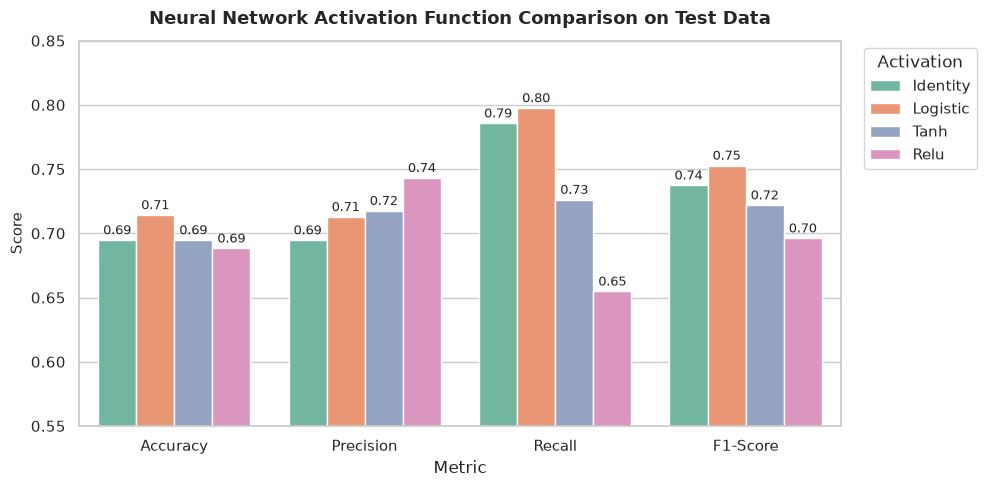 Neural Network Activation Function Comparison on Test Data
Score
0.85
0.80
0.75
0.70
0.65
0.60
0.55
0.69 0.71 0.69 0.69
0.69 0.71 0.72 0.74
0.79 0.80 0.73 0.65
0.74 0.75 0.72 0.70
Accuracy Precision Recall F1-Score
Metric
Activation
Identity
Logistic
Tanh
Relu